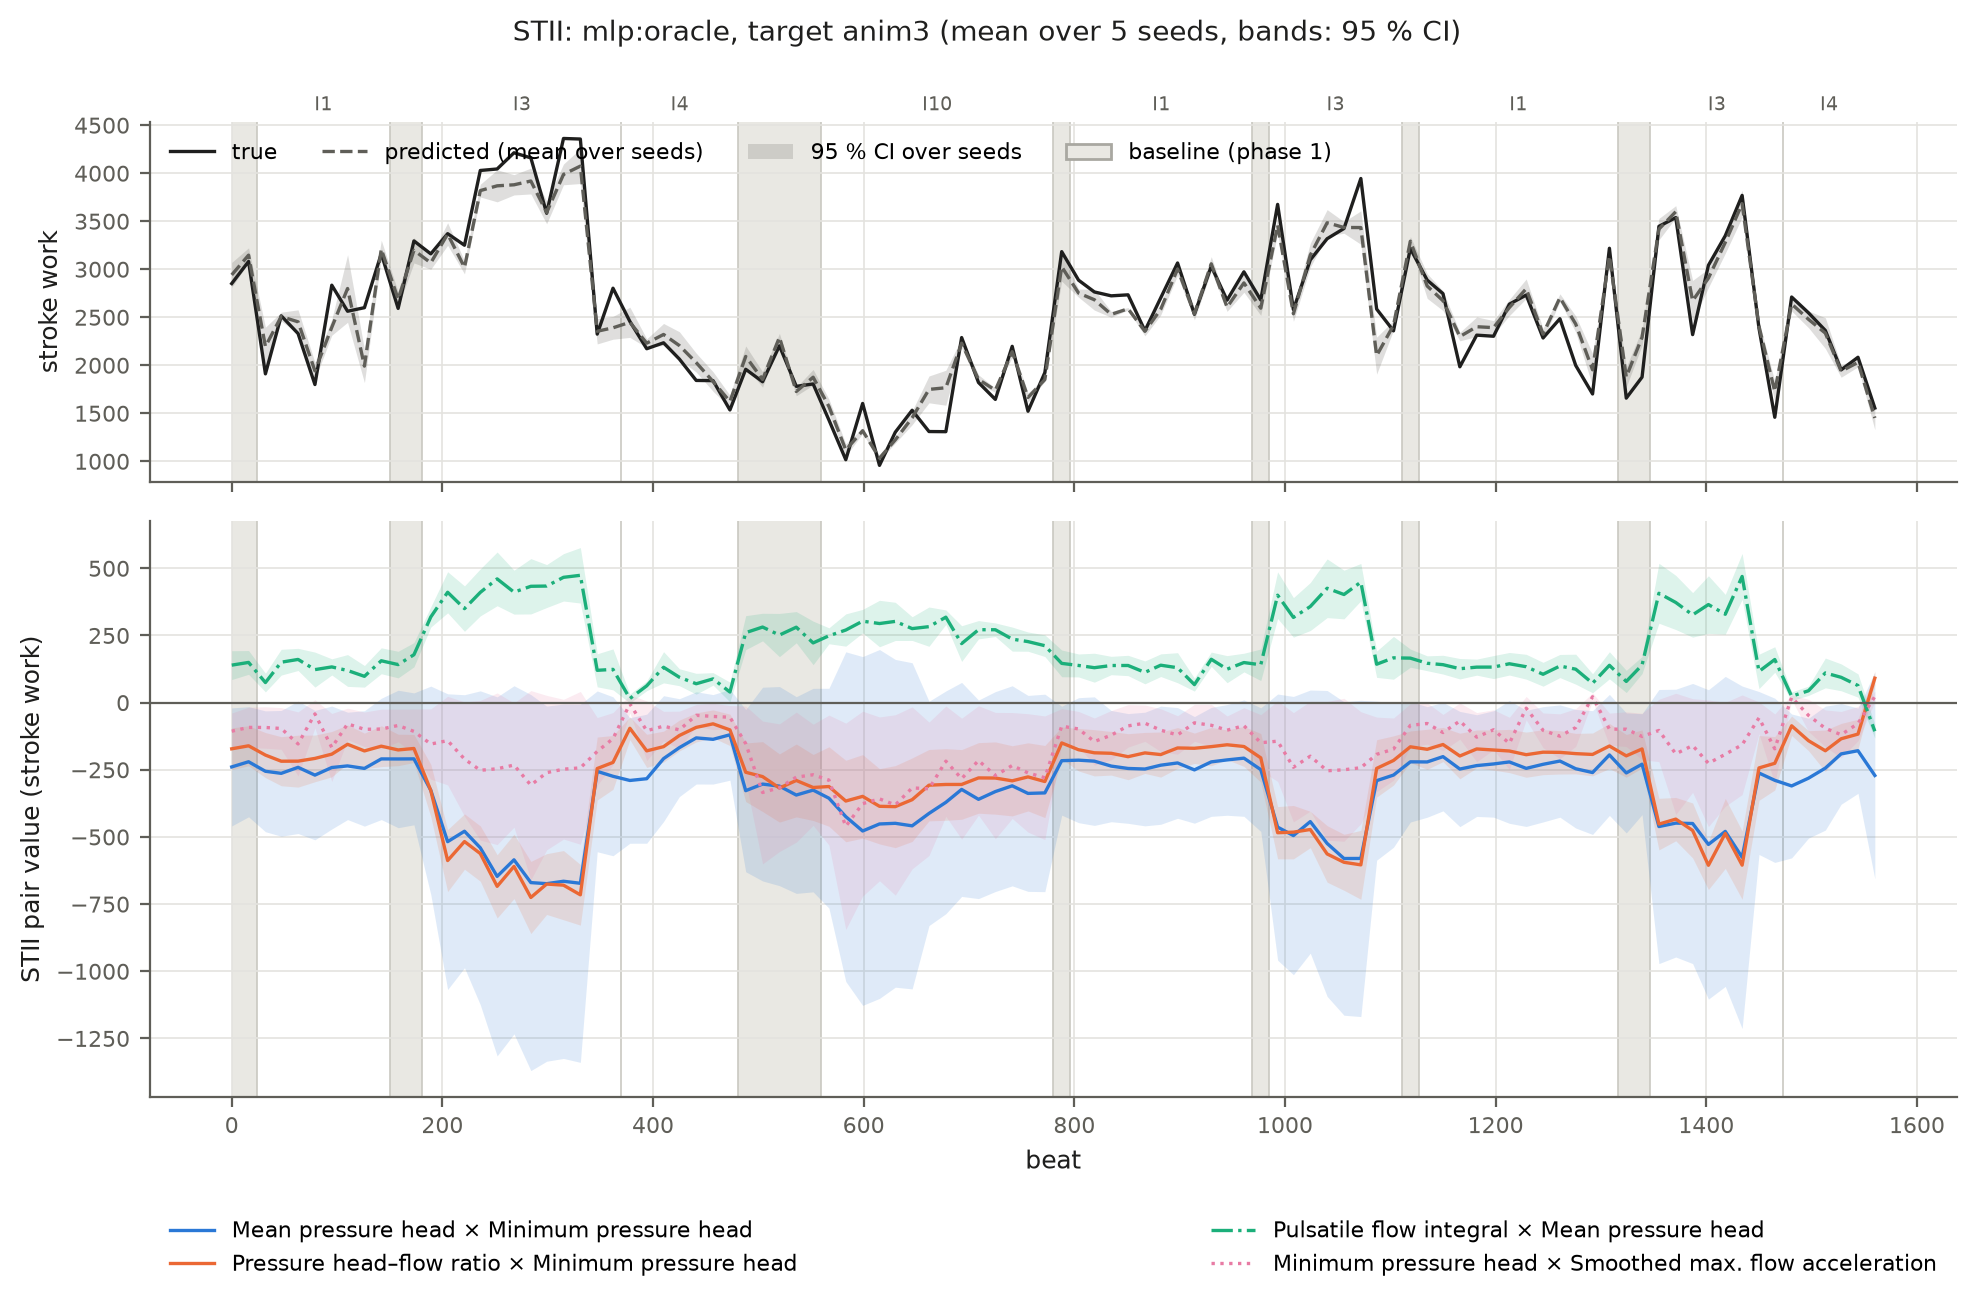 STII: mlp:oracle, target anim3 (mean over 5 seeds, bands: 95 % CI)
I1 I3 I4 I10 I1 I3 I1 I3 I4
true predicted (mean over seeds) 95 % CI over seeds baseline (phase 1)
4500
4000
3500
3000
2500
2000
1500
1000
stroke work
500
250
0
−250
−500
−750
−1000
−1250
STII pair value (stroke work)
0 200 400 600 800 1000 1200 1400 1600
beat
Mean pressure head × Minimum pressure head
Pressure head–flow ratio × Minimum pressure head
Pulsatile flow integral × Mean pressure head
Minimum pressure head × Smoothed max. flow acceleration